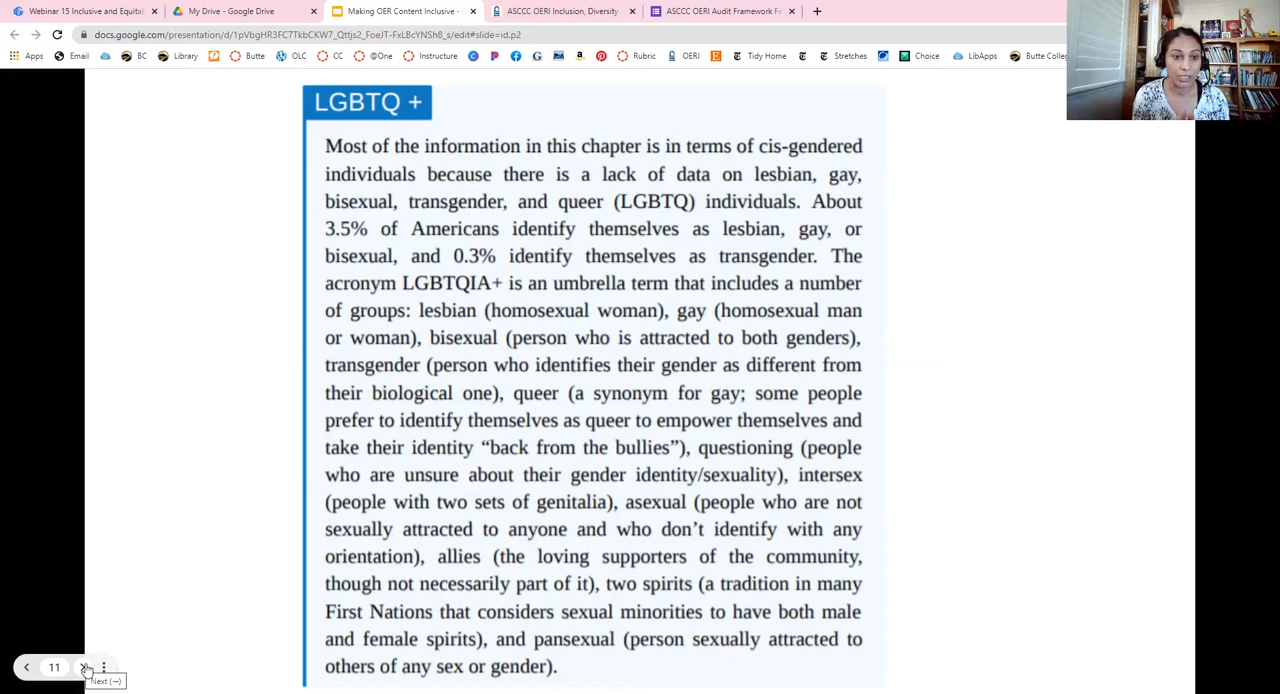 Webinar 15 Inclusive and Equitab
My Drive - Google Drive
Making OER Content Inclusive -
ASCCC OERI Inclusion, Diversity,
ASCCC OERI Audit Framework Fe
docs.google.com/presentation/d/1pVbgHR3FC7TkbCKW7_Qttjs2_FoeJT-FxLBcYNSh8_s/edit#slide=id.p2
Apps Email BC Library Butte OLC CC @One Instructure Choice Rubric OERI Tidy Home Stretches Choice LibApps Butte Coll
LGBTQ +
Most of the information in this chapter is in terms of cis-gendered
individuals because there is a lack of data on lesbian, gay,
bisexual, transgender, and queer (LGBTQ) individuals. About
3.5% of Americans identify themselves as lesbian, gay, or
bisexual, and 0.3% identify themselves as transgender. The
acronym LGBTQIA+ is an umbrella term that includes a number
of groups: lesbian (homosexual woman), gay (homosexual man
or woman), bisexual (person who is attracted to both genders),
transgender (person who identifies their gender as different from
their biological one), queer (a synonym for gay; some people
prefer to identify themselves as queer to empower themselves and
take their identity “back from the bullies”), questioning (people
who are unsure about their gender identity/sexuality), intersex
(people with two sets of genitalia), asexual (people who are not
sexually attracted to anyone and who don’t identify with any
orientation), allies (the loving supporters of the community,
though not necessarily part of it), two spirits (a tradition in many
First Nations that considers sexual minorities to have both male
and female spirits), and pansexual (person sexually attracted to
others of any sex or gender).
11
Next (→)